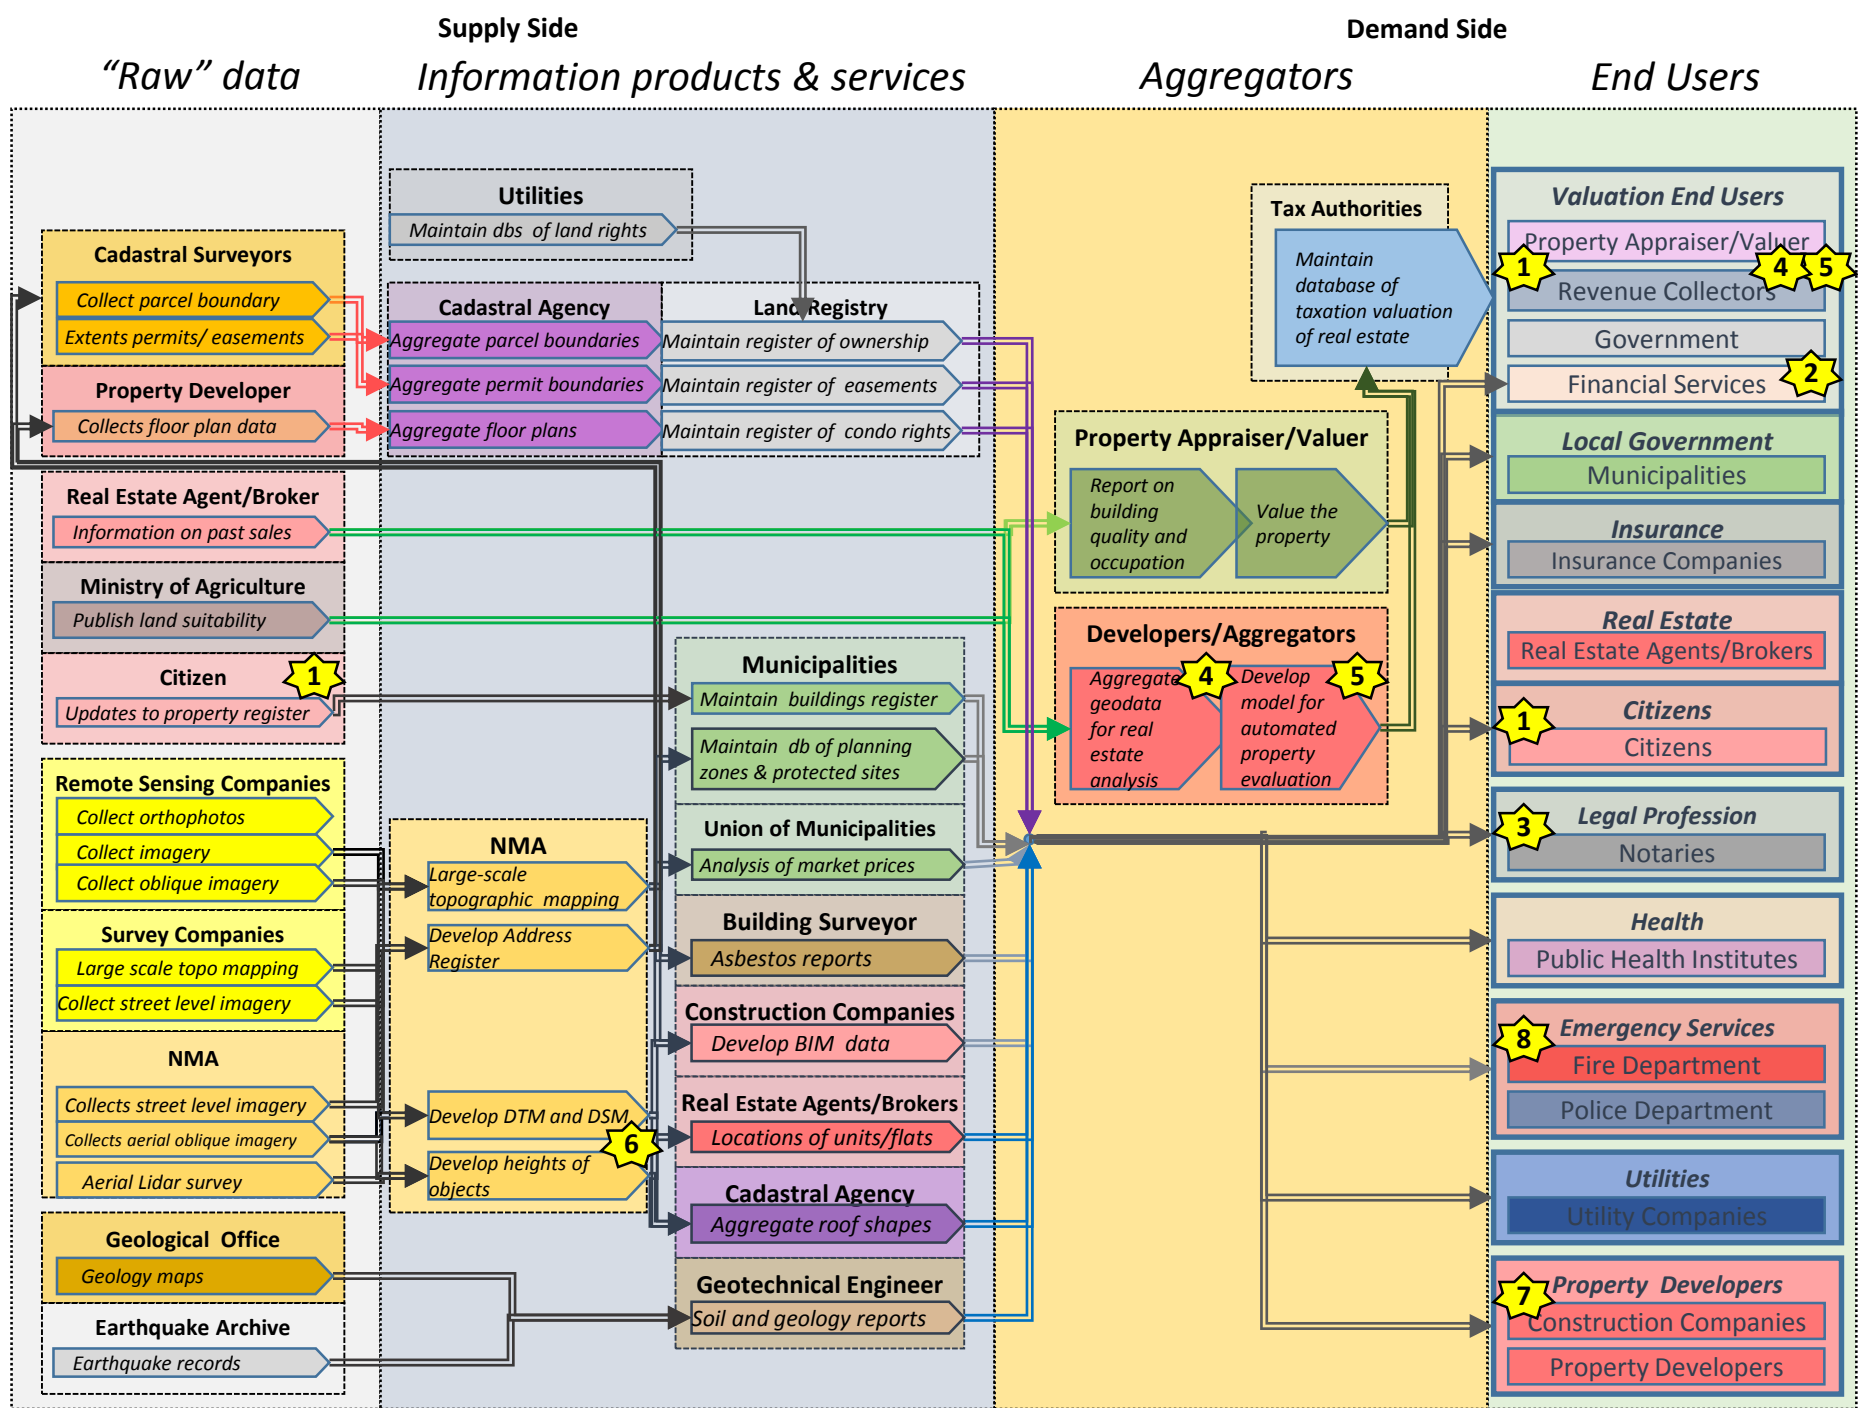 Supply Side
Demand Side
“Raw” data
Information products & services
Aggregators
End Users
Cadastral Surveyors
Collect parcel boundary
Extents permits/ easements
Property Developer
Collects floor plan data
Real Estate Agent/Broker
Information on past sales
Ministry of Agriculture
Publish land suitability
Citizen
1
Updates to property register
Remote Sensing Companies
Collect orthophotos
Collect imagery
Collect oblique imagery
Survey Companies
Large scale topo mapping
Collect street level imagery
NMA
Collects street level imagery
Collects aerial oblique imagery
Aerial Lidar survey
Geological Office
Geology maps
Earthquake Archive
Earthquake records
Utilities
Maintain dbs of land rights
Cadastral Agency
Aggregate parcel boundaries
Aggregate permit boundaries
Aggregate floor plans
Land Registry
Maintain register of ownership
Maintain register of easements
Maintain register of condo rights
NMA
Large-scale
topographic mapping
Develop Address
Register
Develop DTM and DSM
6
Develop heights of
objects
Municipalities
Maintain buildings register
Maintain db of planning
zones & protected sites
Union of Municipalities
Analysis of market prices
Building Surveyor
Asbestos reports
Construction Companies
Develop BIM data
Real Estate Agents/Brokers
Locations of units/flats
Cadastral Agency
Aggregate roof shapes
Geotechnical Engineer
Soil and geology reports
Tax Authorities
Maintain
database of
taxation valuation
of real estate
Property Appraiser/Valuer
Report on
building
quality and
occupation
Value the
property
Developers/Aggregators
Aggregate
geodata
for real
estate
analysis
4
Develop
model for
automated
property
evaluation
5
Valuation End Users
Property Appraiser/Valuer
1
4
5
Revenue Collectors
Government
Financial Services
2
Local Government
Municipalities
Insurance
Insurance Companies
Real Estate
Real Estate Agents/Brokers
Citizens
1
Citizens
Legal Profession
3
Notaries
Health
Public Health Institutes
Emergency Services
8
Fire Department
Police Department
Utilities
Utility Companies
Property Developers
7
Construction Companies
Property Developers